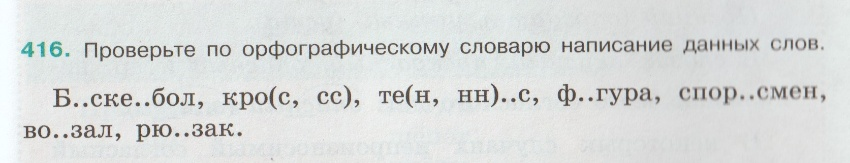 416. Проверьте по орфографическому словарю написание данных слов.
Б..ске..бол, кро(с, сс), те(н, нн)..с, ф..гура, спор..смен,
во..зал, рю..зак.